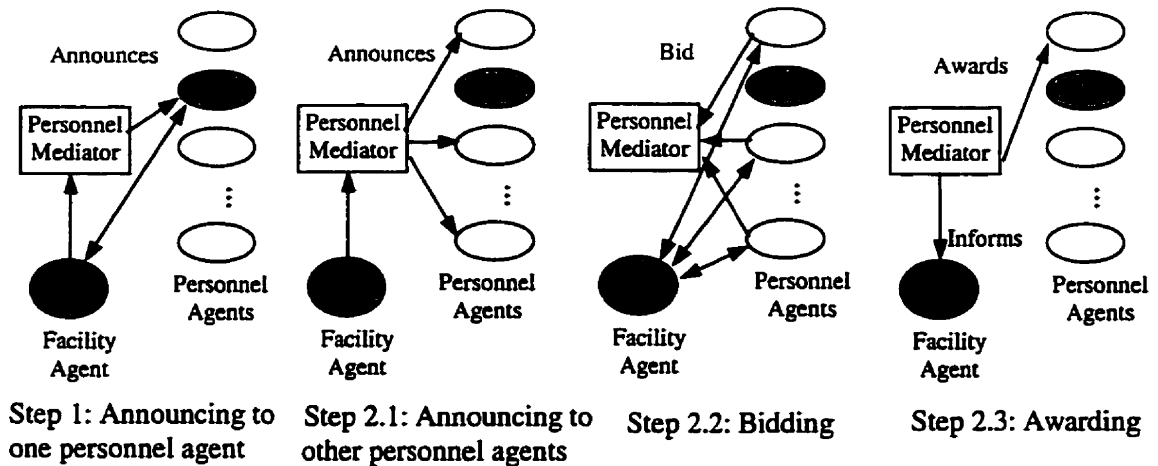 Announces
Personnel
Mediator
...
Personnel
Agents
Facility
Agent
Step 1: Announcing to
one personnel agent
Announces
Personnel
Mediator
...
Personnel
Agents
Facility
Agent
Step 2.1: Announcing to
other personnel agents
Bid
Personnel
Mediator
...
Personnel
Agents
Facility
Agent
Step 2.2: Bidding
Awards
Personnel
Mediator
...
Informs
Personnel
Agents
Facility
Agent
Step 2.3: Awarding